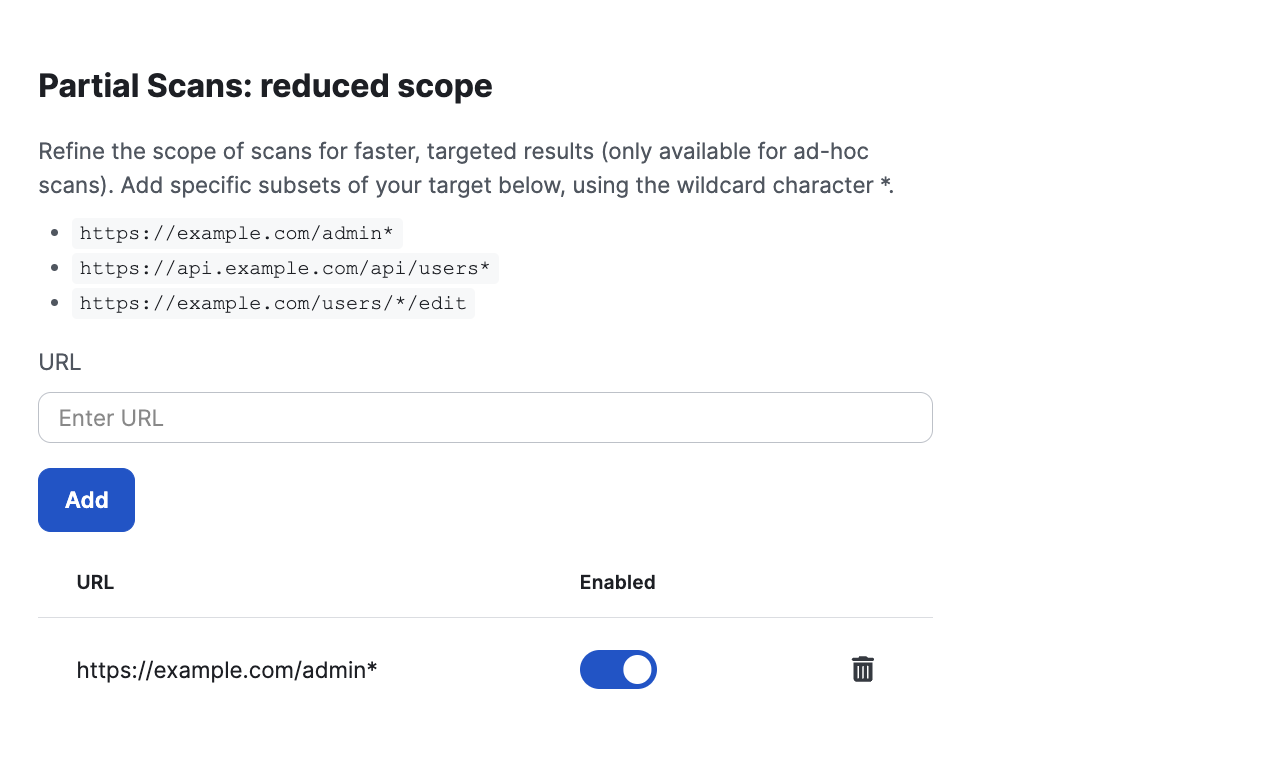 Partial Scans: reduced scope
Refine the scope of scans for faster, targeted results (only available for ad-hoc
scans). Add specific subsets of your target below, using the wildcard character *.
https://example.com/admin*
https://api.example.com/api/users*
https://example.com/users/*/edit
URL
Enter URL
Add
URL Enabled
https://example.com/admin*